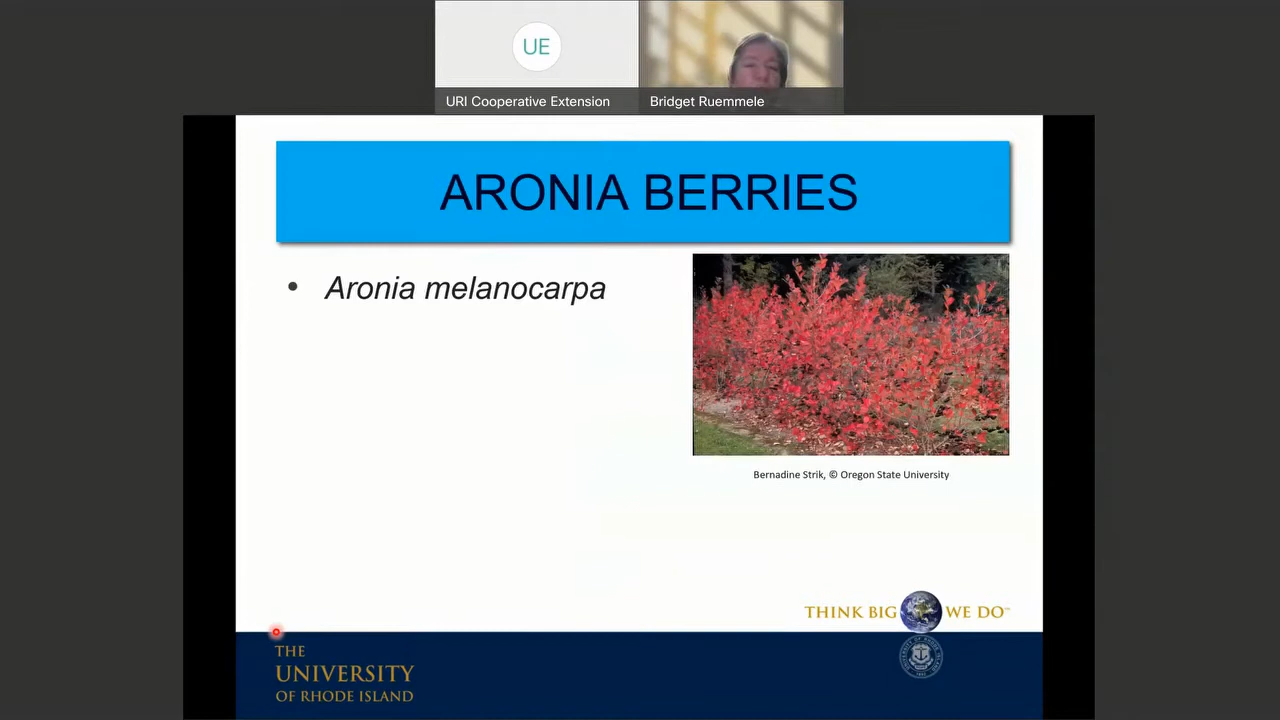 UE
URI Cooperative Extension
Bridget Ruemmele
ARONIA BERRIES
• Aronia melanocarpa
Bernadine Strik, © Oregon State University
THINK BIG WE DO™
THE
UNIVERSITY
OF RHODE ISLAND